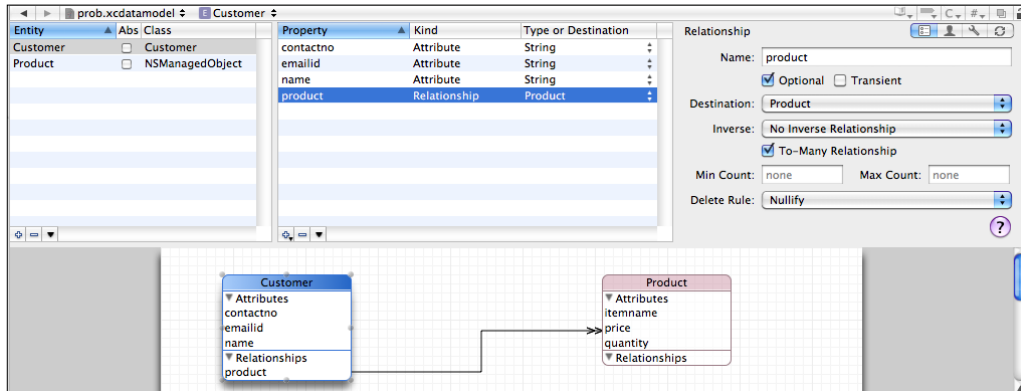 prob.xcdatamodel E Customer C #
Entity Abs Class
Customer Customer
Product NSManagedObject
Property Kind Type or Destination
contactno Attribute String
emailid Attribute String
name Attribute String
product Relationship Product
Relationship
Name: product
Optional Transient
Destination: Product
Inverse: No Inverse Relationship
To-Many Relationship
Min Count: none Max Count: none
Delete Rule: Nullify
?
Customer
Attributes
contactno
emailid
name
Relationships
product
Product
Attributes
itemname
price
quantity
Relationships